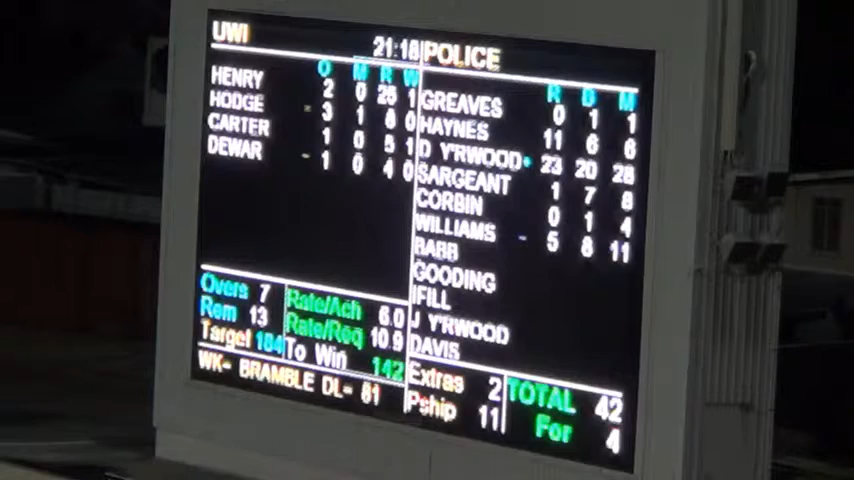 UWI 21:18 POLICE
O M R W
HENRY 2 0 25 1
HODGE - 3 1 8 0
CARTER 1 0 5 1
DEWAR - 1 0 4 0
R D M
GREAVES 0 1 1
HAYNES 11 6 6
D Y'RWOOD 23 20 28
SARGEANT 1 7 8
CORBIN 0 1 4
WILLIAMS - 5 8 11
BABB
GOODING
IFILL
J Y'RWOOD
DAVIS
Overs 7
Rem 13
Target 184
Rate/Ach 6.0
Rate/Req 10.9
To Win 142
WK- BRAMBLE DL- 81
Extras 2
Pship 11
TOTAL 42
For 4